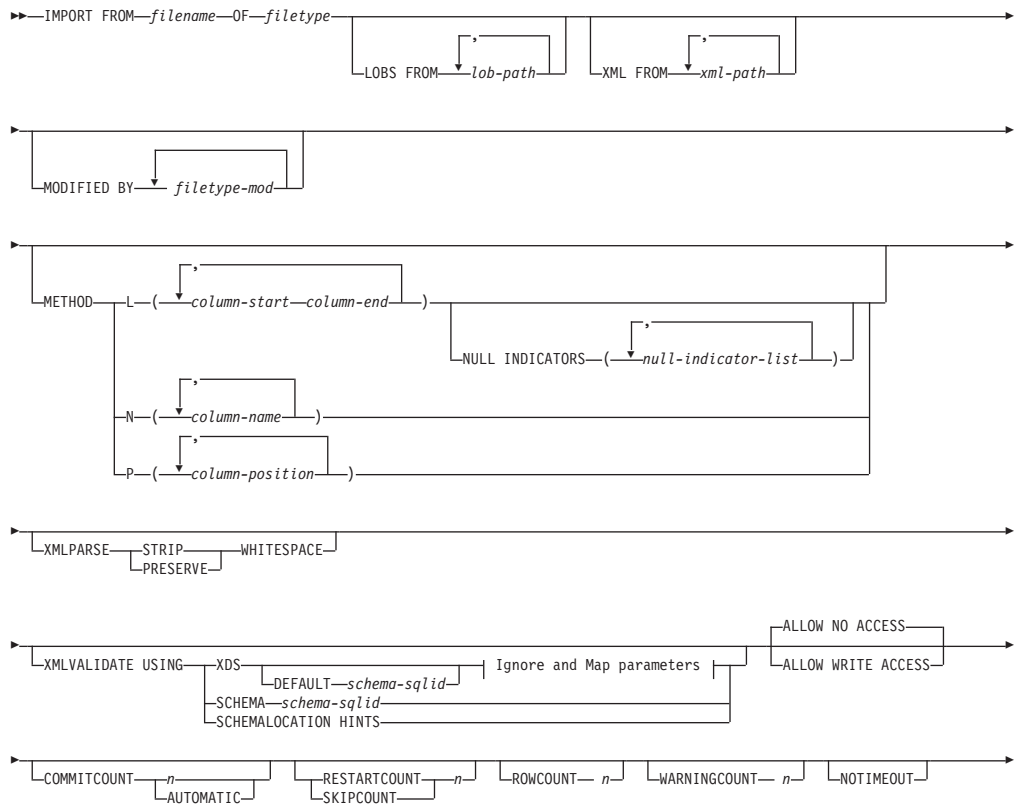 IMPORT FROM filename OF filetype
,
,
LOBS FROM lob-path
XML FROM xml-path
MODIFIED BY filetype-mod
,
METHOD L ( column-start column-end )
,
NULL INDICATORS ( null-indicator-list )
,
N ( column-name )
,
P ( column-position )
XMLPARSE STRIP WHITESPACE
PRESERVE
ALLOW NO ACCESS
XMLVALIDATE USING XDS Ignore and Map parameters ALLOW WRITE ACCESS
DEFAULT schema-sqlid
SCHEMA schema-sqlid
SCHEMALOCATION HINTS
COMMITCOUNT n RESTARTCOUNT n ROWCOUNT n WARNINGCOUNT n NOTIMEOUT
AUTOMATIC SKIPCOUNT